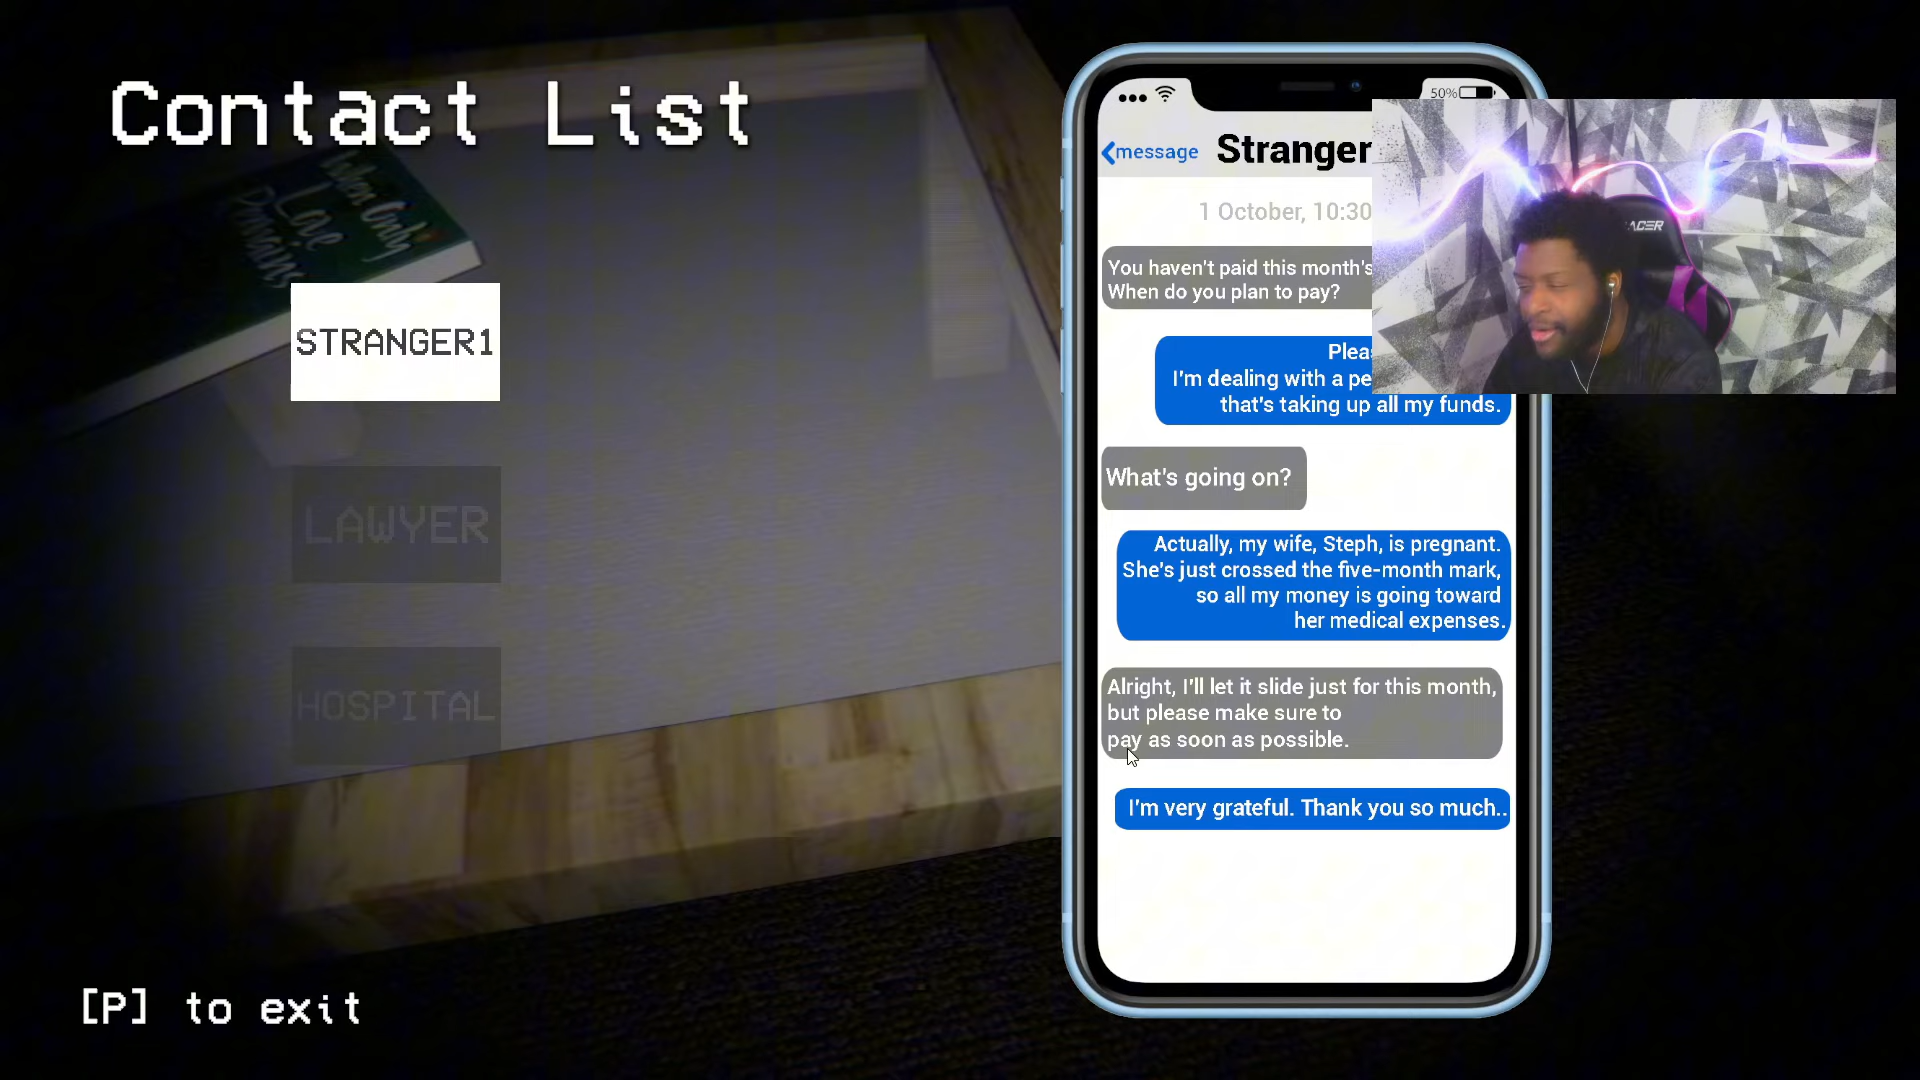 Contact List
When Only
Love
Remains
STRANGER1
LAWYER
HOSPITAL
[P] to exit
50%
message
Stranger
1 October, 10:30
You haven't paid this month's
When do you plan to pay?
I'm dealing with a
that's taking up all my funds.
What's going on?
Actually, my wife, Steph, is pregnant.
She's just crossed the five-month mark,
so all my money is going toward
her medical expenses.
Alright, I'll let it slide just for this month,
but please make sure to
pay as soon as possible.
I'm very grateful. Thank you so much..